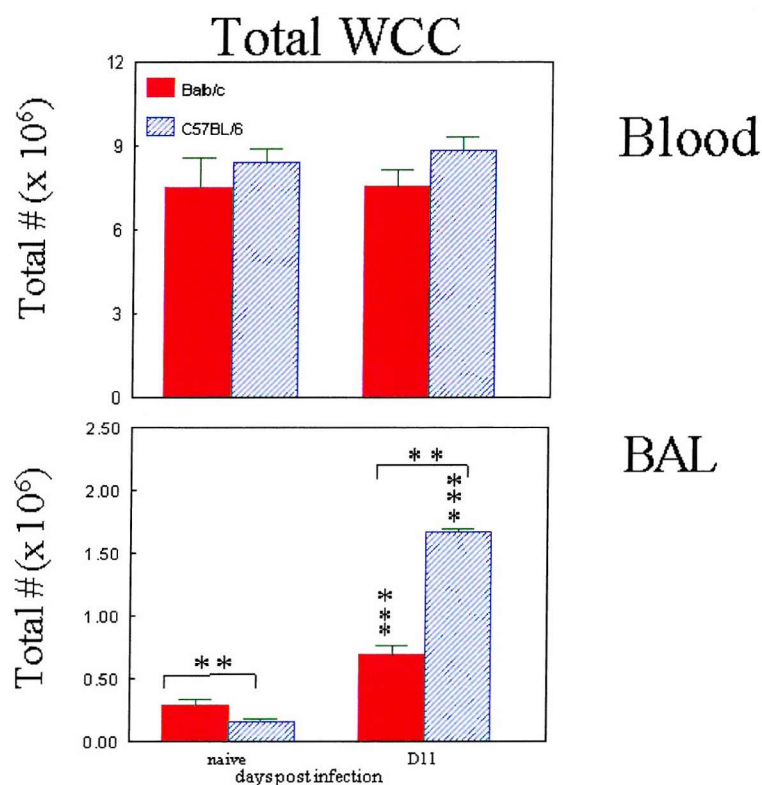 Total WCC
Total # (x 10⁶)
12
9
6
3
0
Balb/c
C57BL/6
Blood
Total # (x 10⁶)
2.50
2.00
1.50
1.00
0.50
0.00
**
***
**
***
BAL
naive
D11
days post infection